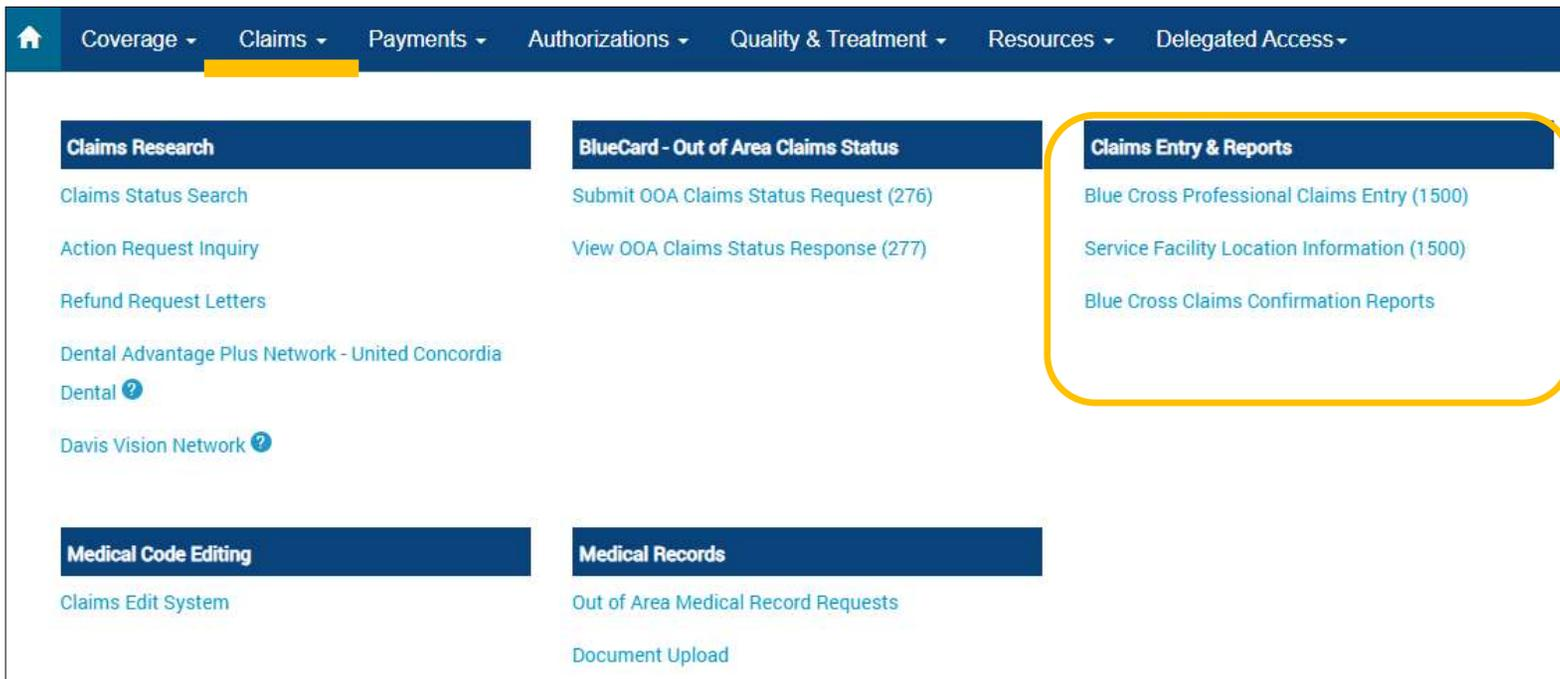 Coverage Claims Payments Authorizations Quality & Treatment Resources Delegated Access
Claims Research
Claims Status Search
Action Request Inquiry
Refund Request Letters
Dental Advantage Plus Network - United Concordia
Dental ?
Davis Vision Network ?
BlueCard - Out of Area Claims Status
Submit OOA Claims Status Request (276)
View OOA Claims Status Response (277)
Claims Entry & Reports
Blue Cross Professional Claims Entry (1500)
Service Facility Location Information (1500)
Blue Cross Claims Confirmation Reports
Medical Code Editing
Claims Edit System
Medical Records
Out of Area Medical Record Requests
Document Upload